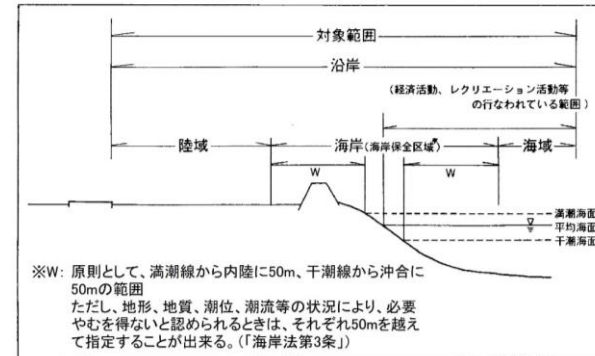 対象範囲
沿岸
(経済活動、レクリエーション活動等
の行なわれている範囲)
陸域
海岸(海岸保全区域*)
海域
W
W
満潮海面
平均海面
干潮海面
※W: 原則として、満潮線から内陸に50m、干潮線から沖合に
50mの範囲
ただし、地形、地質、潮位、潮流等の状況により、必要
やむを得ないと認められるときは、それぞれ50mを越え
て指定することが出来る。(「海岸法第3条」)